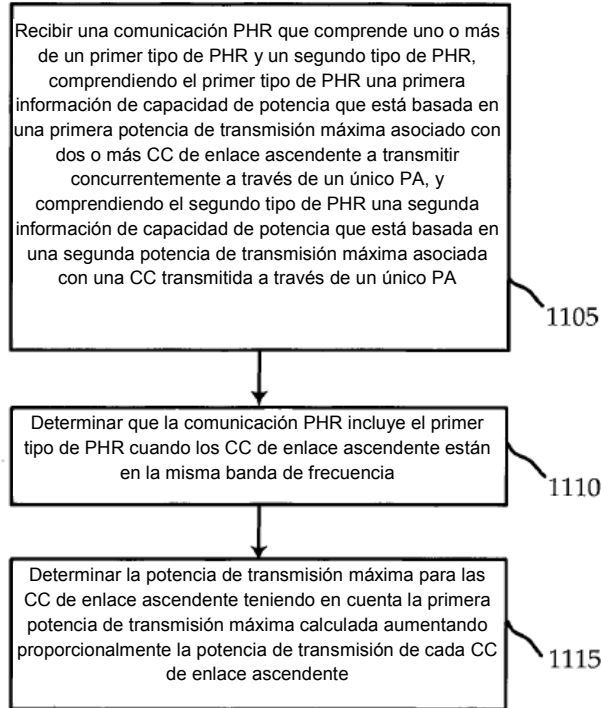 Recibir una comunicación PHR que comprende uno o más
de un primer tipo de PHR y un segundo tipo de PHR,
comprendiendo el primer tipo de PHR una primera
información de capacidad de potencia que está basada en
una primera potencia de transmisión máxima asociado con
dos o más CC de enlace ascendente a transmitir
concurrentemente a través de un único PA, y
comprendiendo el segundo tipo de PHR una segunda
información de capacidad de potencia que está basada en
una segunda potencia de transmisión máxima asociada
con una CC transmitida a través de un único PA
1105
Determinar que la comunicación PHR incluye el primer
tipo de PHR cuando los CC de enlace ascendente están
en la misma banda de frecuencia
1110
Determinar la potencia de transmisión máxima para las
CC de enlace ascendente teniendo en cuenta la primera
potencia de transmisión máxima calculada aumentando
proporcionalmente la potencia de transmisión de cada CC
de enlace ascendente
1115